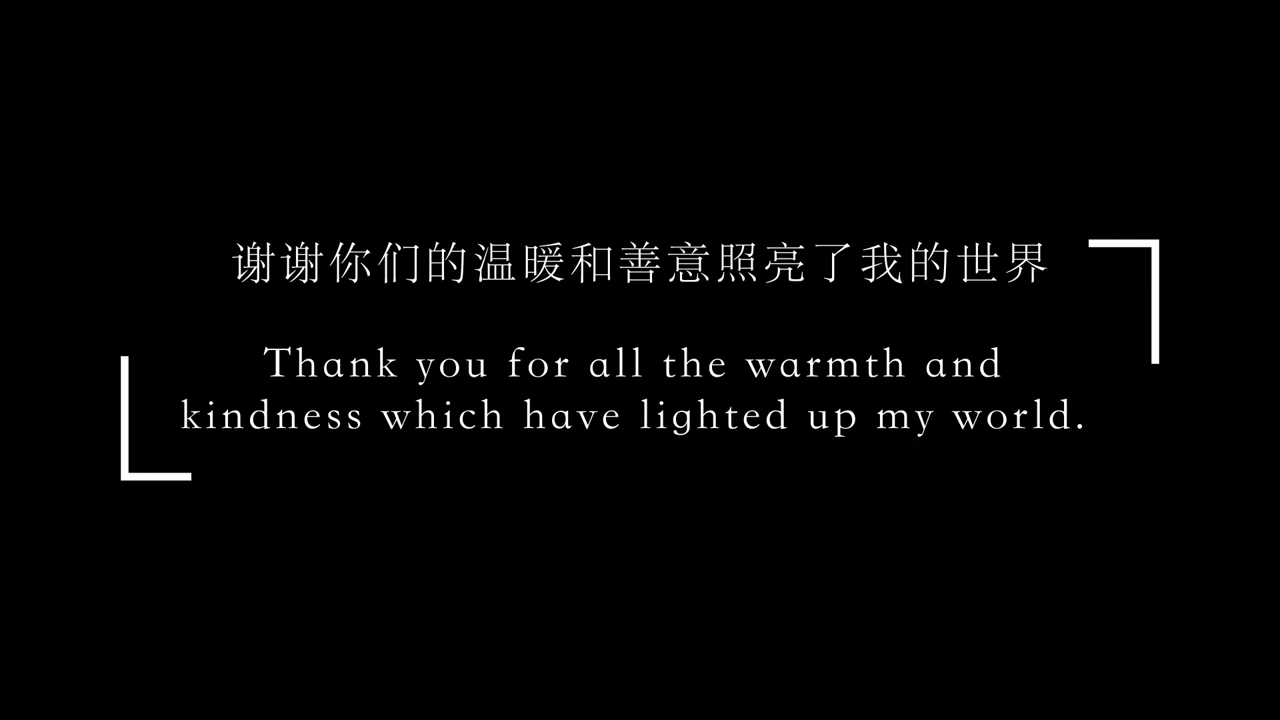 谢谢你们的温暖和善意照亮了我的世界
Thank you for all the warmth and
kindness which have lighted up my world.